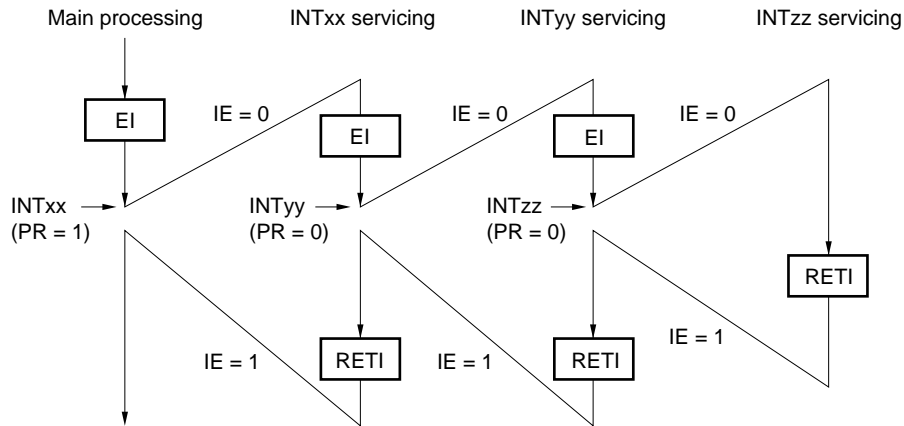 Main processing
INTxx servicing
INTyy servicing
INTzz servicing
EI
IE = 0
EI
IE = 0
EI
IE = 0
INTxx
(PR = 1)
INTyy
(PR = 0)
INTzz
(PR = 0)
RETI
IE = 1
RETI
IE = 1
RETI
IE = 1